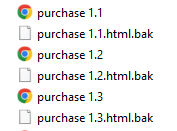 purchase 1.1
purchase 1.1.html.bak
purchase 1.2
purchase 1.2.html.bak
purchase 1.3
purchase 1.3.html.bak